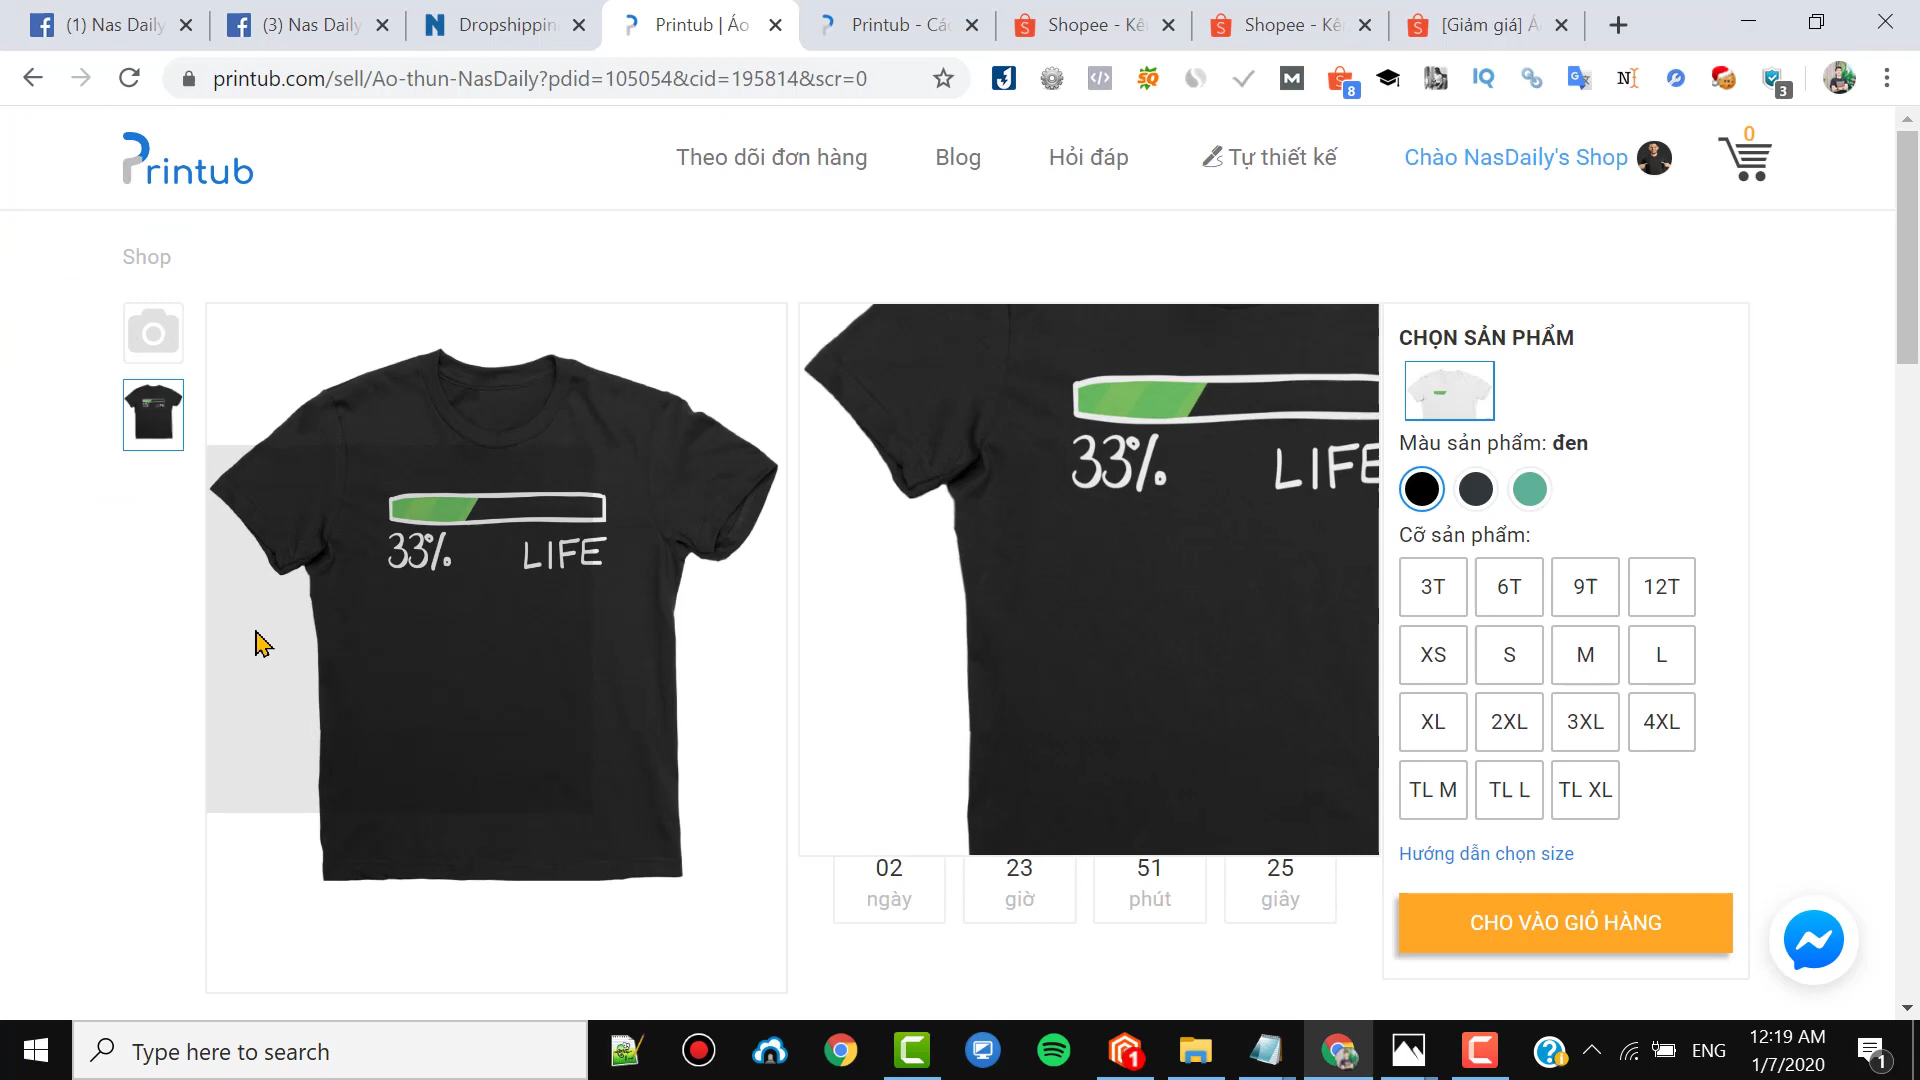 (1) Nas Daily
(3) Nas Daily
Dropshippin
Printub | Áo
Printub - Các
Shopee - Kê
Shopee - Kê
[Giảm giá] Á
printub.com/sell/Ao-thun-NasDaily?pdid=105054&cid=195814&scr=0
8
3
Printub
Theo dõi đơn hàng
Blog
Hỏi đáp
Tự thiết kế
Chào NasDaily's Shop
0
Shop
33% LIFE
33% LIFE
CHỌN SẢN PHẨM
Màu sản phẩm: đen
Cỡ sản phẩm:
3T 6T 9T 12T
XS S M L
XL 2XL 3XL 4XL
TL M TL L TL XL
Hướng dẫn chọn size
CHO VÀO GIỎ HÀNG
02 23 51 25
ngày giờ phút giây
Type here to search
1
ENG
12:19 AM
1/7/2020
1